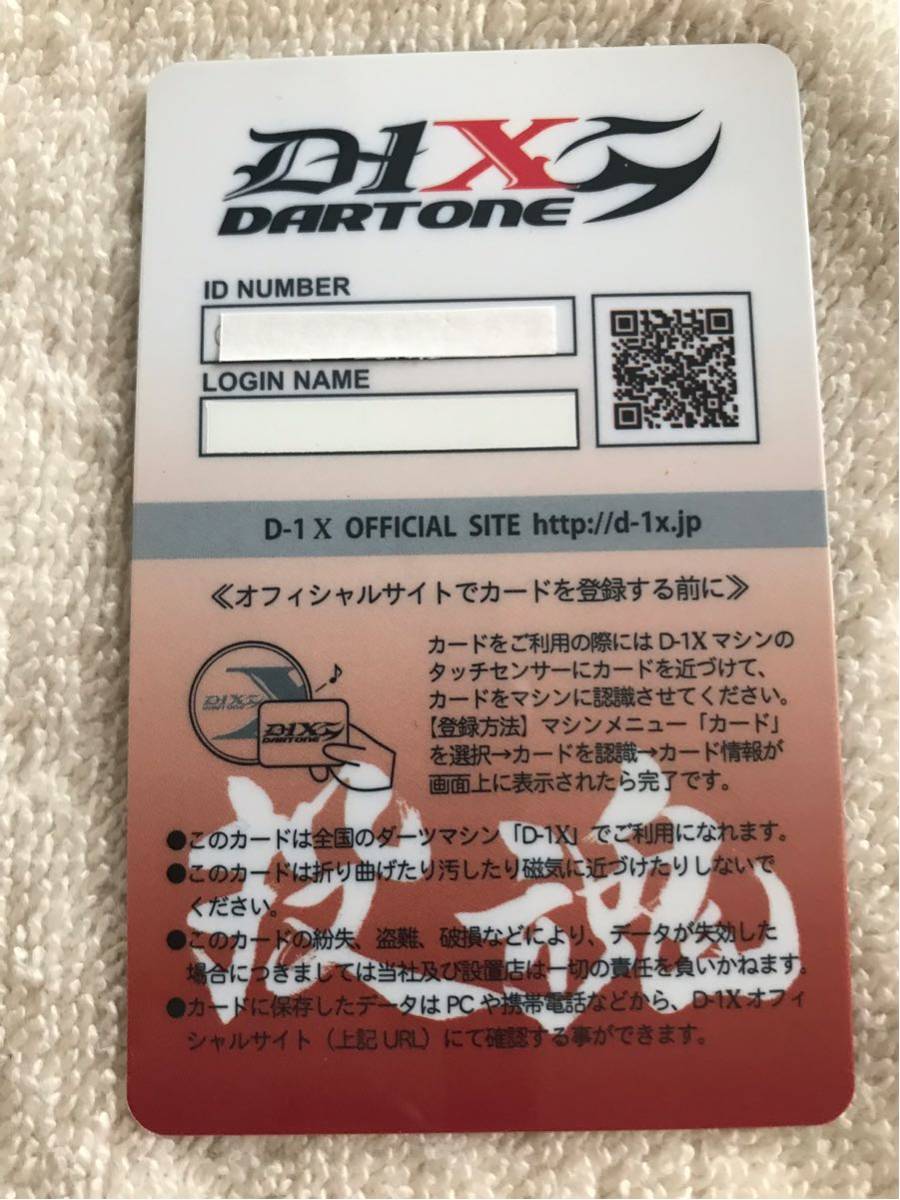 D-1X
DARTONE
ID NUMBER
LOGIN NAME
D-1 X OFFICIAL SITE http://d-1x.jp
≪オフィシャルサイトでカードを登録する前に≫
カードをご利用の際には D-1X マシンの
タッチセンサーにカードを近づけて、
カードをマシンに認識させてください。
【登録方法】マシンメニュー「カード」
を選択→カードを認識→カード情報が
画面上に表示されたら完了です。
D-1X
DARTONE
D-1X
DARTONE
投魂
●このカードは全国のダーツマシン「D-1X」でご利用になれます。
●このカードは折り曲げたり汚したり磁気に近づけたりしないで
ください。
●このカードの紛失、盗難、破損などにより、データが失効した
場合につきましては当社及び設置店は一切の責任を負いかねます。
●カードに保存したデータは PC や携帯電話などから、D-1X オフィ
シャルサイト（上記 URL）にて確認する事ができます。